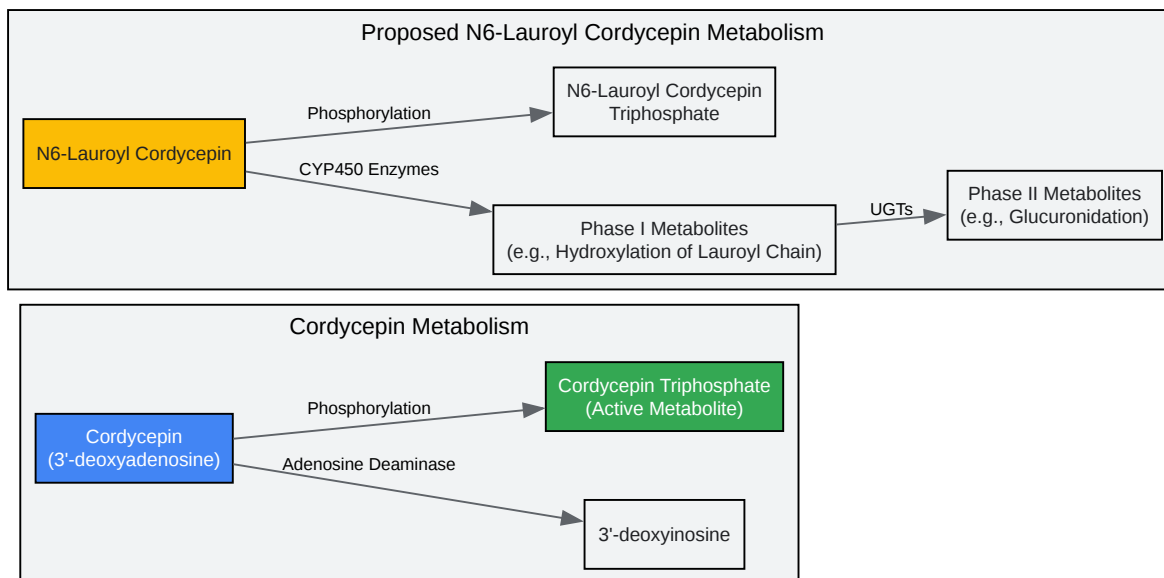 Proposed N6-Lauroyl Cordycepin Metabolism
N6-Lauroyl Cordycepin
Phosphorylation
N6-Lauroyl Cordycepin
Triphosphate
CYP450 Enzymes
Phase I Metabolites
(e.g., Hydroxylation of Lauroyl Chain)
UGTs
Phase II Metabolites
(e.g., Glucuronidation)
Cordycepin Metabolism
Cordycepin
(3'-deoxyadenosine)
Phosphorylation
Cordycepin Triphosphate
(Active Metabolite)
Adenosine Deaminase
3'-deoxyinosine